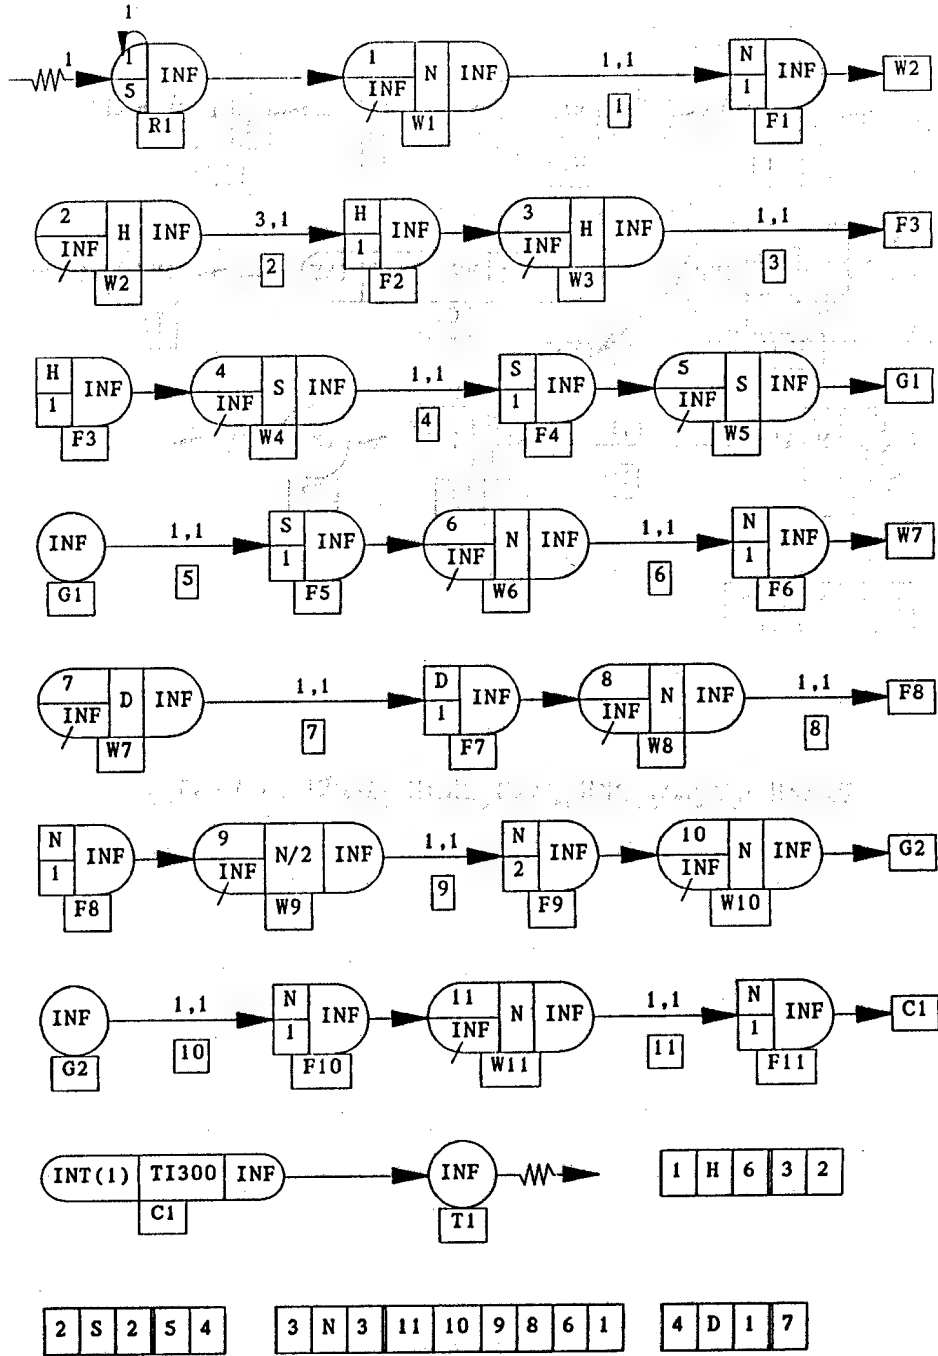 1
1 1 INF 1 N INF 1,1 N INF W2
5 INF 1 1
R1 W1 F1
2 H INF 3,1 H INF 3 H INF 1,1 F3
INF 2 1 INF 3
W2 F2 W3
H INF 4 S INF 1,1 S INF 5 S INF G1
1 INF 4 1 INF
F3 W4 F4 W5
INF 1,1 S INF 6 N INF 1,1 N INF W7
5 1 INF 6 1
G1 F5 W6 F6
7 D INF 1,1 D INF 8 N INF 1,1 F8
INF 7 1 INF 8
W7 F7 W8
N INF 9 N/2 INF 1,1 N INF 10 N INF G2
1 INF 9 2 INF
F8 W9 F9 W10
INF 1,1 N INF 11 N INF 1,1 N INF C1
10 1 INF 11 1
G2 F10 W11 F11
INT(1) TI300 INF INF 1 H 6 3 2
C1 T1
2 S 2 5 4 3 N 3 11 10 9 8 6 1 4 D 1 7